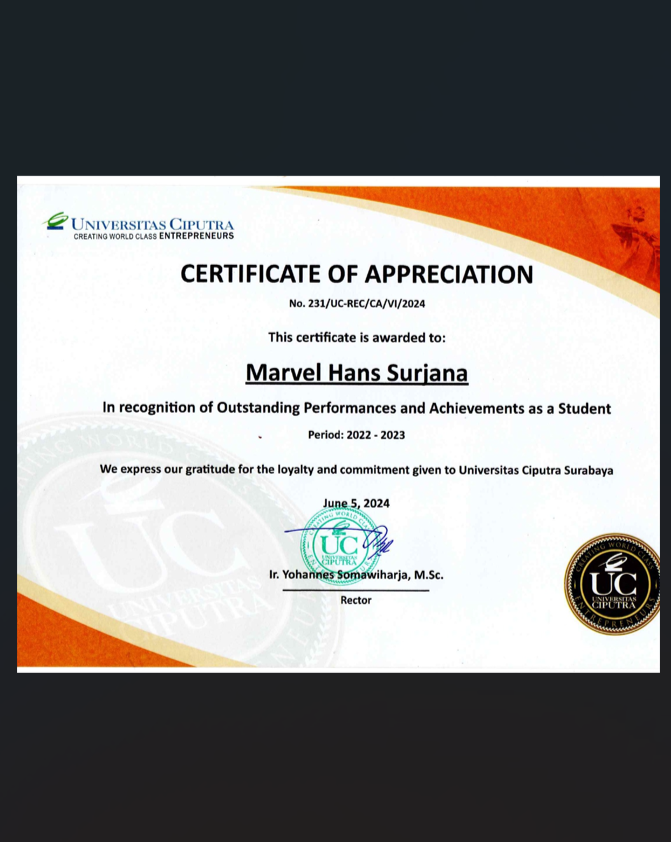 UNIVERSITAS CIPUTRA
CREATING WORLD CLASS ENTREPRENEURS
CERTIFICATE OF APPRECIATION
No. 231/UC-REC/CA/VI/2024
This certificate is awarded to:
Marvel Hans Surjana
In recognition of Outstanding Performances and Achievements as a Student
Period: 2022 - 2023
We express our gratitude for the loyalty and commitment given to Universitas Ciputra Surabaya
June 5, 2024
CREATING WORLD CLASS
UC
UNIVERSITAS
CIPUTRA
Ir. Yohannes Somawiharja, M.Sc.
Rector
CREATING WORLD CLASS
UC
UNIVERSITAS
CIPUTRA
ENTREPRENEURS